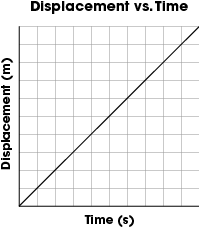 Displacement vs. Time
Displacement (m)
Time (s)